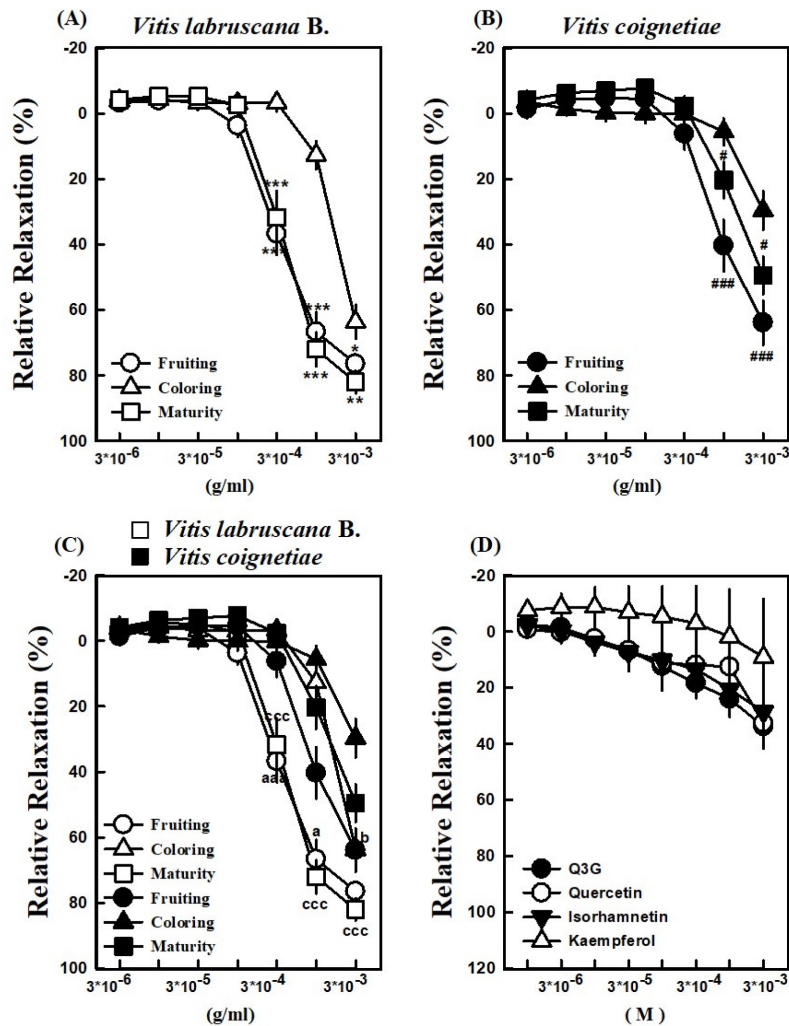 (A)
Vitis labruscana B.
-20
0
20
40
60
80
100
Relative Relaxation (%)
***
***
***
***
*
**
Fruiting
Coloring
Maturity
3*10-6 3*10-5 3*10-4 3*10-3
(g/ml)
(B)
Vitis coignetiae
-20
0
20
40
60
80
100
Relative Relaxation (%)
#
#
###
###
Fruiting
Coloring
Maturity
3*10-6 3*10-5 3*10-4 3*10-3
(g/ml)
(C)
Vitis labruscana B.
Vitis coignetiae
-20
0
20
40
60
80
100
Relative Relaxation (%)
ccc
aaa
a
b
ccc
ccc
Fruiting
Coloring
Maturity
Fruiting
Coloring
Maturity
3*10-6 3*10-5 3*10-4 3*10-3
(g/ml)
(D)
-20
0
20
40
60
80
100
120
Relative Relaxation (%)
Q3G
Quercetin
Isorhamnetin
Kaempferol
3*10-6 3*10-5 3*10-4 3*10-3
( M )